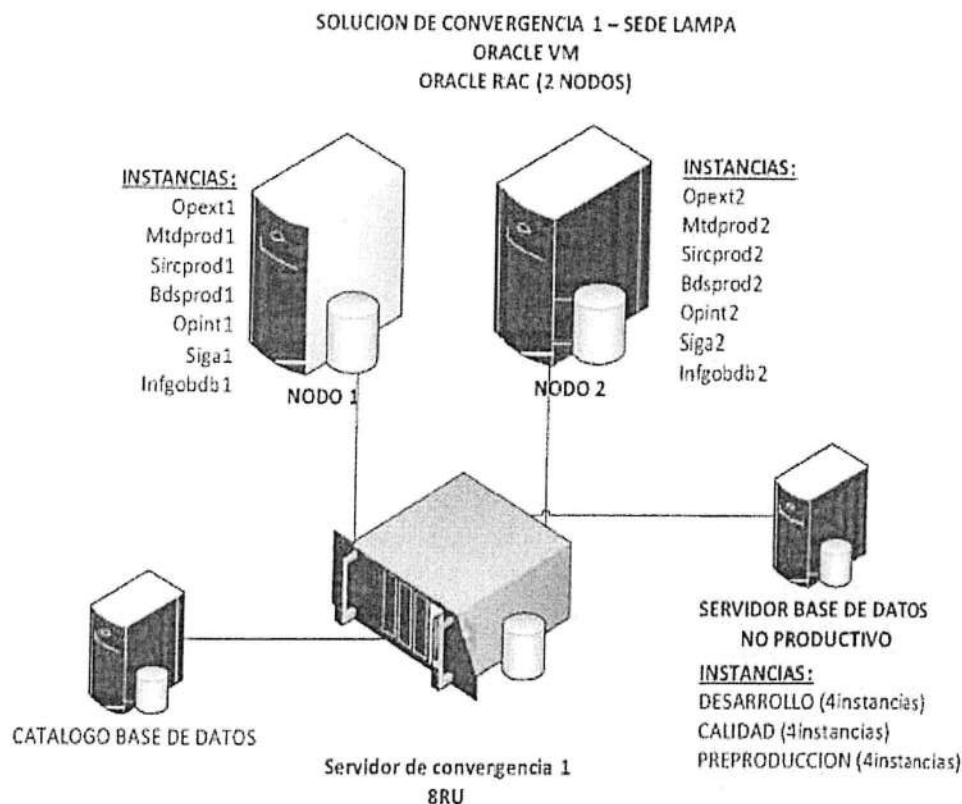 SOLUCION DE CONVERGENCIA 1 – SEDE LAMPA
ORACLE VM
ORACLE RAC (2 NODOS)
INSTANCIAS:
Opext1
Mtdprod1
Sircprod1
Bdsprod1
Opint1
Siga1
Infgobdb1
NODO 1
INSTANCIAS:
Opext2
Mtdprod2
Sircprod2
Bdsprod2
Opint2
Siga2
Infgobdb2
NODO 2
SERVIDOR BASE DE DATOS
NO PRODUCTIVO
INSTANCIAS:
DESARROLLO (4instancias)
CALIDAD (4instancias)
PREPRODUCCION (4instancias)
CATALOGO BASE DE DATOS
Servidor de convergencia 1
8RU